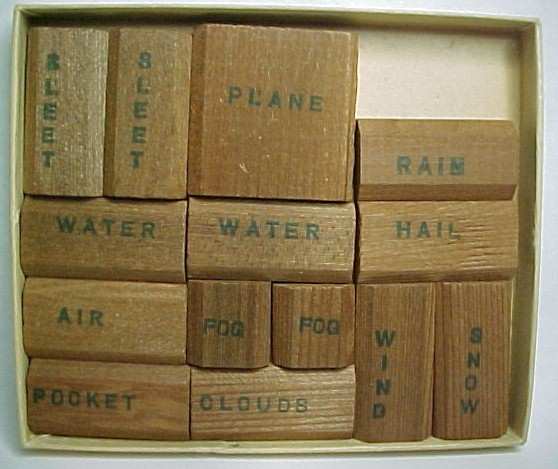 SLEET
SLEET
PLANE
RAIN
WATER
WATER
HAIL
AIR
FOG
FOG
WIND
SNOW
POCKET
CLOUDS